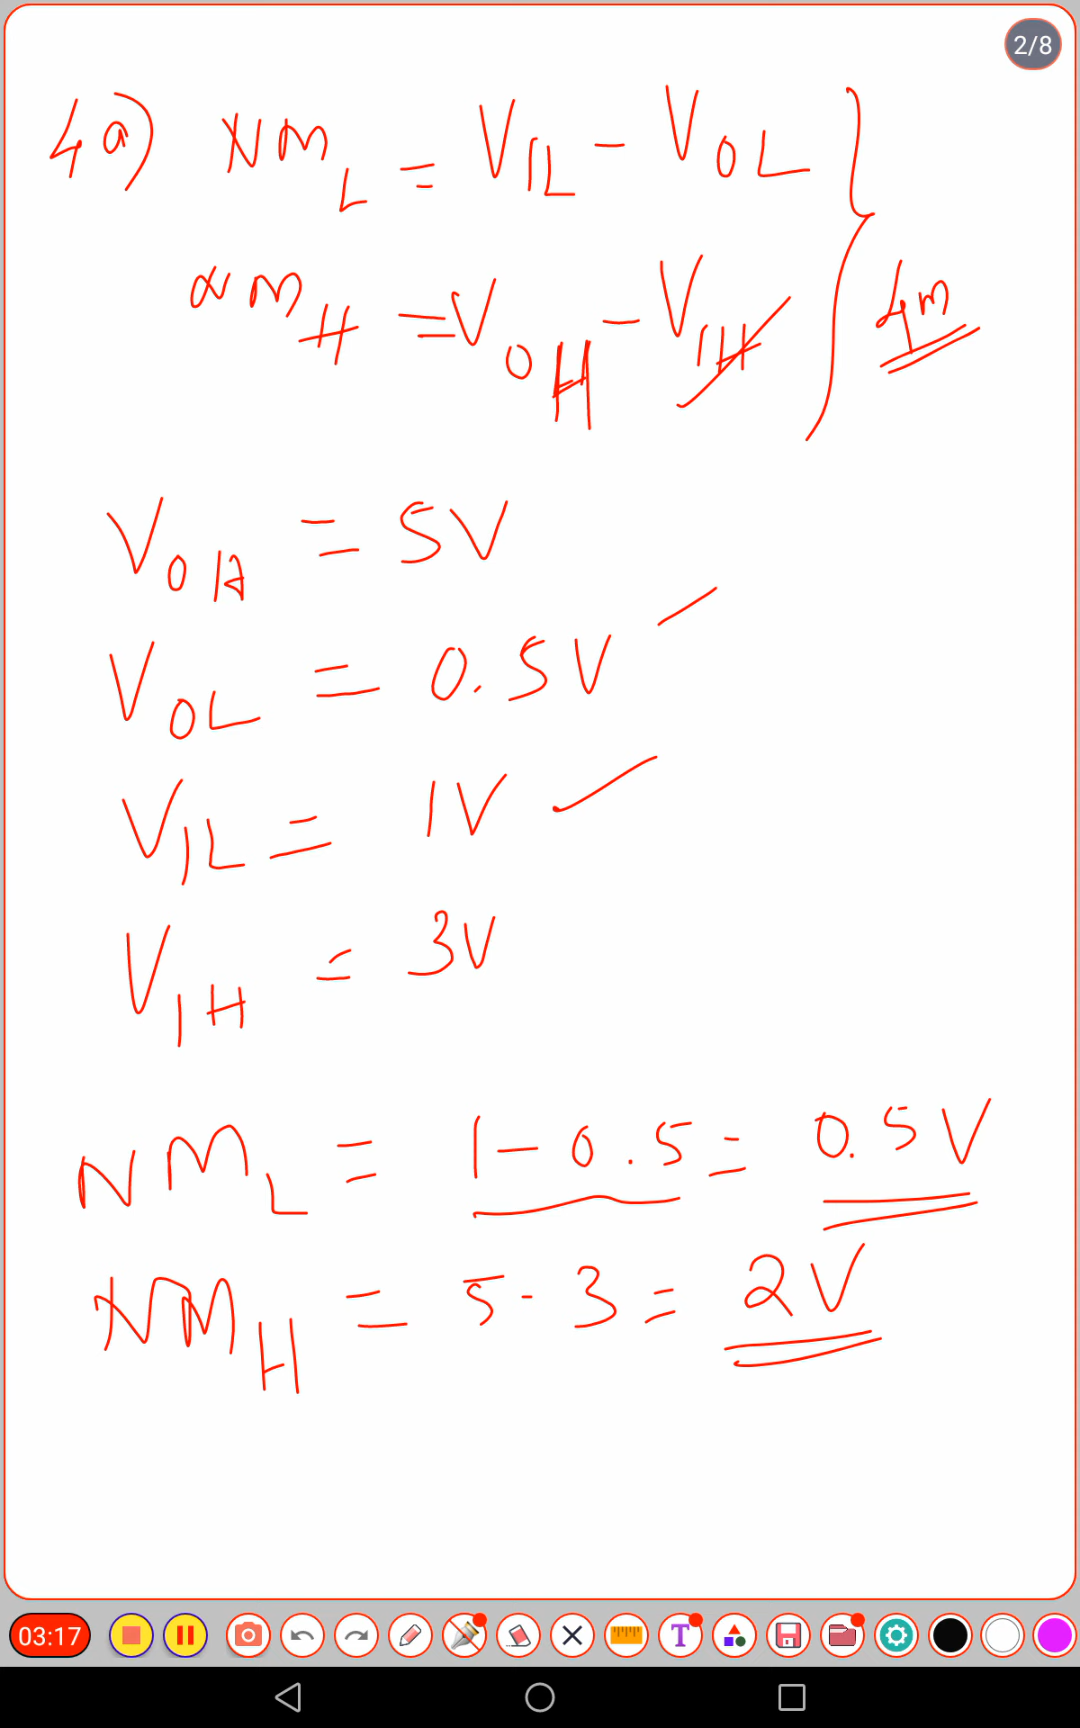 2/8
4a) NM_L = V_IL - V_OL
NM_H = V_OH - V_IH
4m
V_OH = 5V
V_OL = 0.5V
V_IL = 1V
V_IH = 3V
NM_L = 1 - 0.5 = 0.5V
NM_H = 5 - 3 = 2V
03:17
T